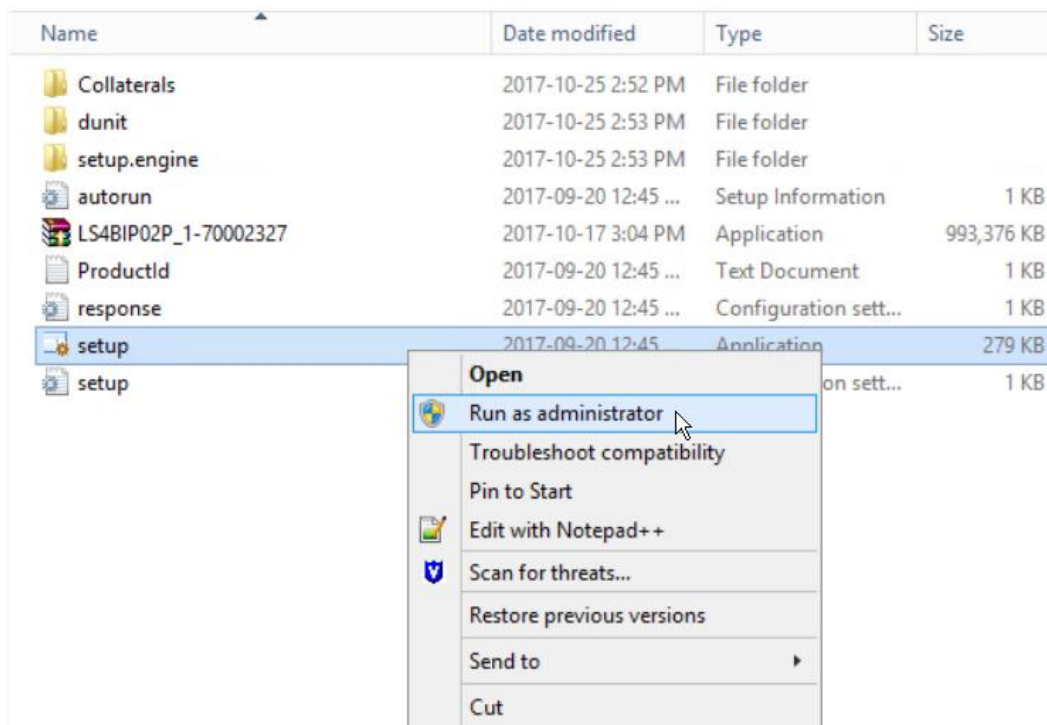 Name Date modified Type Size
Collaterals 2017-10-25 2:52 PM File folder
dunit 2017-10-25 2:53 PM File folder
setup.engine 2017-10-25 2:53 PM File folder
autorun 2017-09-20 12:45 ... Setup Information 1 KB
LS4BIP02P_1-70002327 2017-10-17 3:04 PM Application 993,376 KB
ProductId 2017-09-20 12:45 ... Text Document 1 KB
response 2017-09-20 12:45 ... Configuration sett... 1 KB
setup 2017-09-20 12:45 Application 279 KB
setup on sett... 1 KB
Open
Run as administrator
Troubleshoot compatibility
Pin to Start
Edit with Notepad++
Scan for threats...
Restore previous versions
Send to
Cut